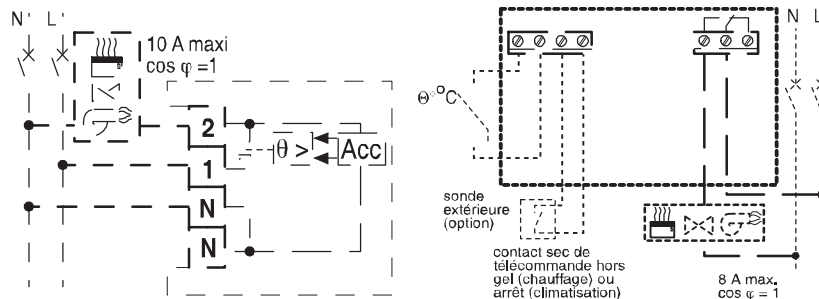 N L
10 A maxi
cos φ =1
2
1
N
N
θ >
Acc
Θ °C
sonde
extérieure
(option)
contact sec de
télécommande hors
gel (chauffage) ou
arrêt (climatisation)
N L
8 A max.
cos φ = 1